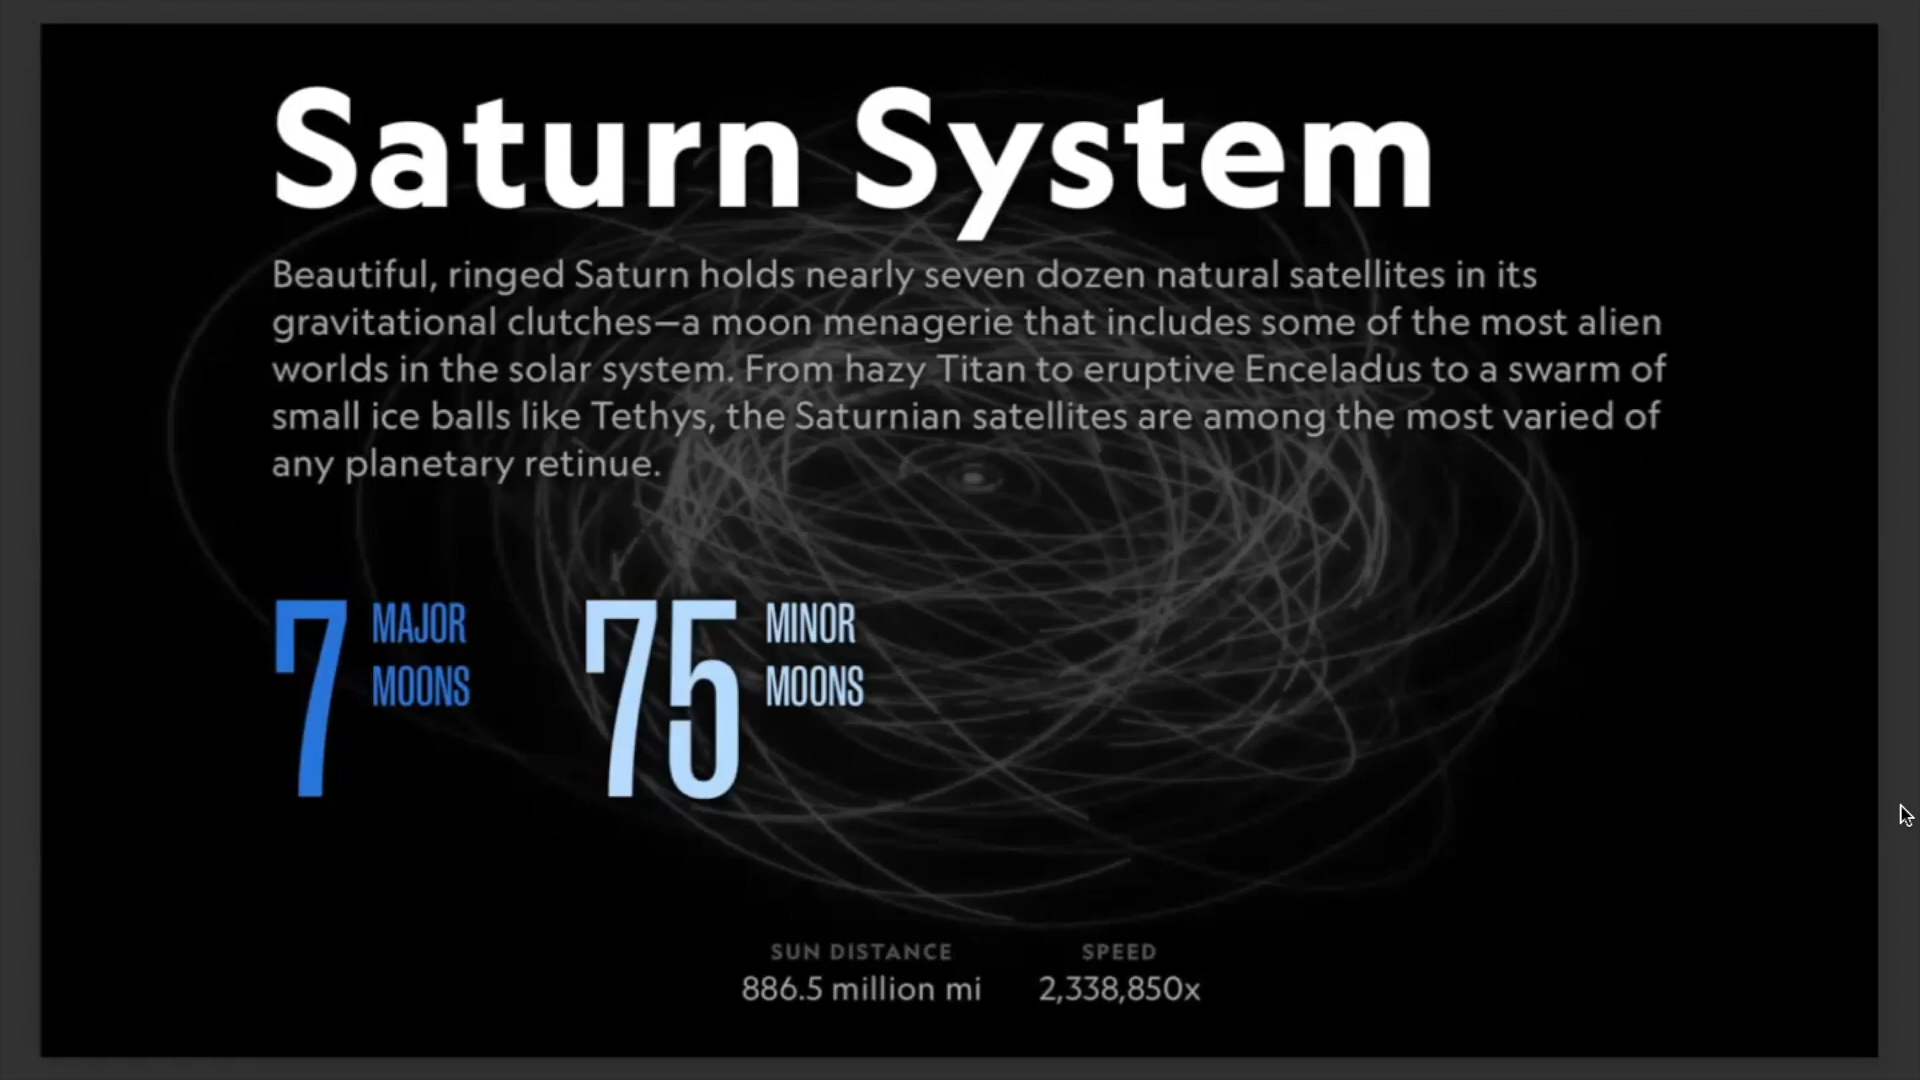 Saturn System
Beautiful, ringed Saturn holds nearly seven dozen natural satellites in its
gravitational clutches—a moon menagerie that includes some of the most alien
worlds in the solar system. From hazy Titan to eruptive Enceladus to a swarm of
small ice balls like Tethys, the Saturnian satellites are among the most varied of
any planetary retinue.
7 MAJOR
MOONS
75 MINOR
MOONS
SUN DISTANCE
886.5 million mi
SPEED
2,338,850x